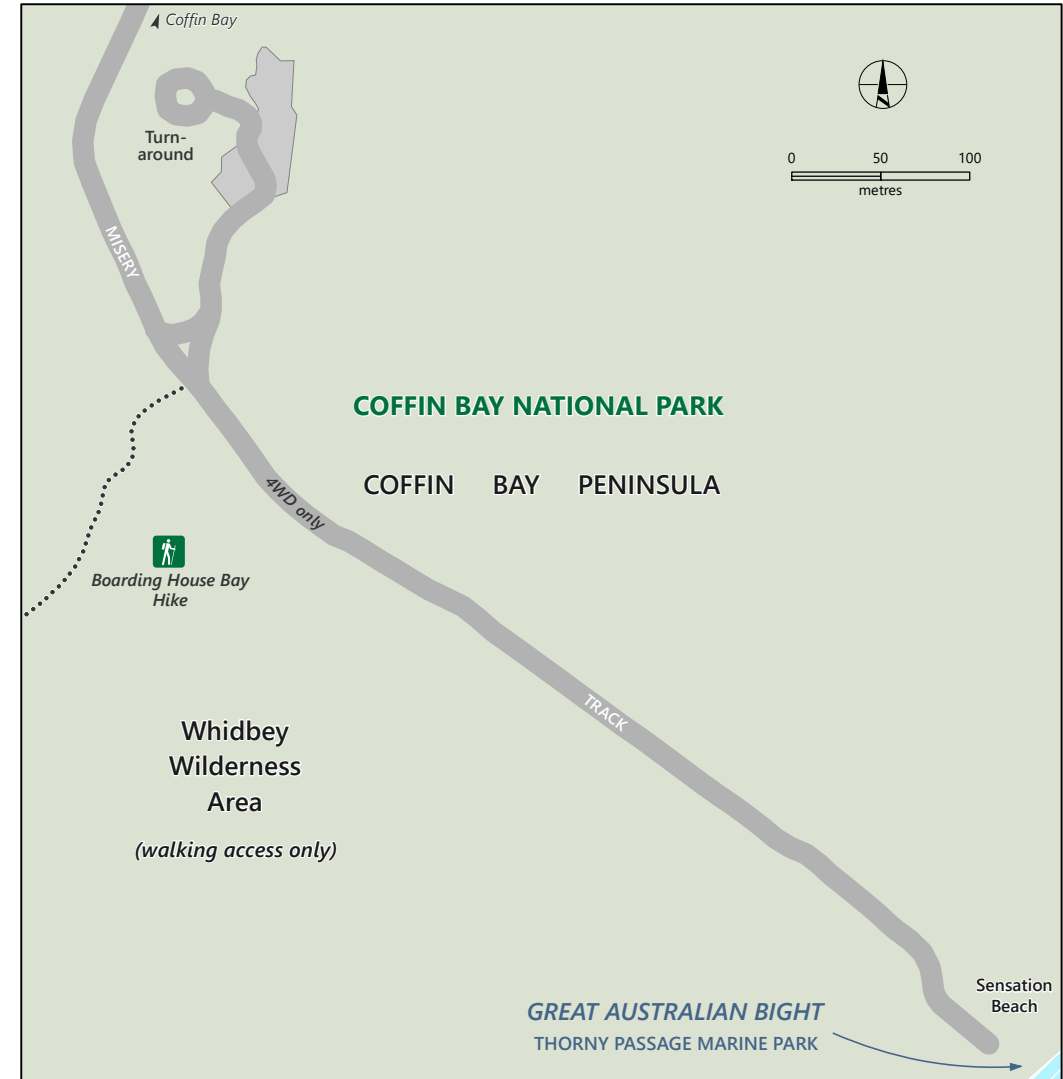 Coffin Bay
Turn-
around
0 50 100
metres
MISERY
COFFIN BAY NATIONAL PARK
COFFIN BAY PENINSULA
4WD only
Boarding House Bay
Hike
TRACK
Whidbey
Wilderness
Area
(walking access only)
Sensation
Beach
GREAT AUSTRALIAN BIGHT
THORNY PASSAGE MARINE PARK